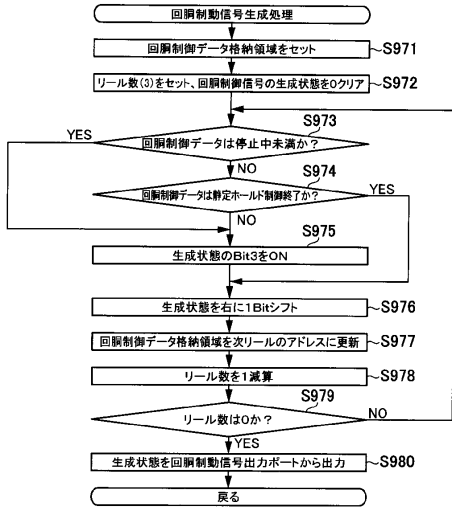 回胴制動信号生成処理
回胴制御データ格納領域をセット
S971
リール数(3)をセット、回胴制御信号の生成状態を0クリア
S972
S973
YES
回胴制御データは停止中未満か?
NO
S974
回胴制御データは静定ホールド制御終了か?
YES
NO
S975
生成状態のBit3をON
生成状態を右に1Bitシフト
S976
回胴制御データ格納領域を次リールのアドレスに更新
S977
リール数を1減算
S978
S979
リール数は0か?
NO
YES
生成状態を回胴制動信号出力ポートから出力
S980
戻る